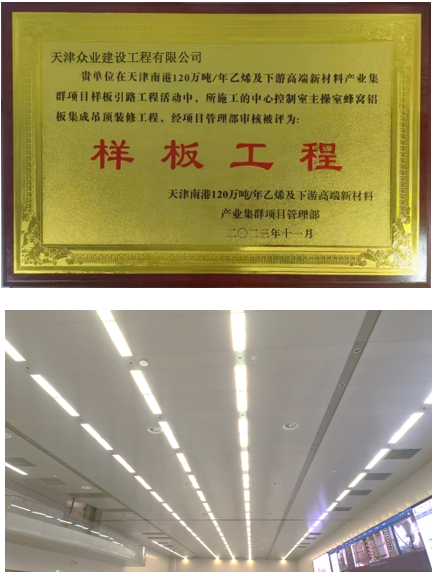 天津众业建设工程有限公司
贵单位在天津南港120万吨/年乙烯及下游高端新材料产业集
群项目样板引路工程活动中，所施工的中心控制室主操室蜂窝铝
板集成吊顶装修工程，经项目管理部审核被评为:
样板工程
天津南港120万吨/年乙烯及下游高端新材料
产业集群项目管理部
二〇二三年十一月